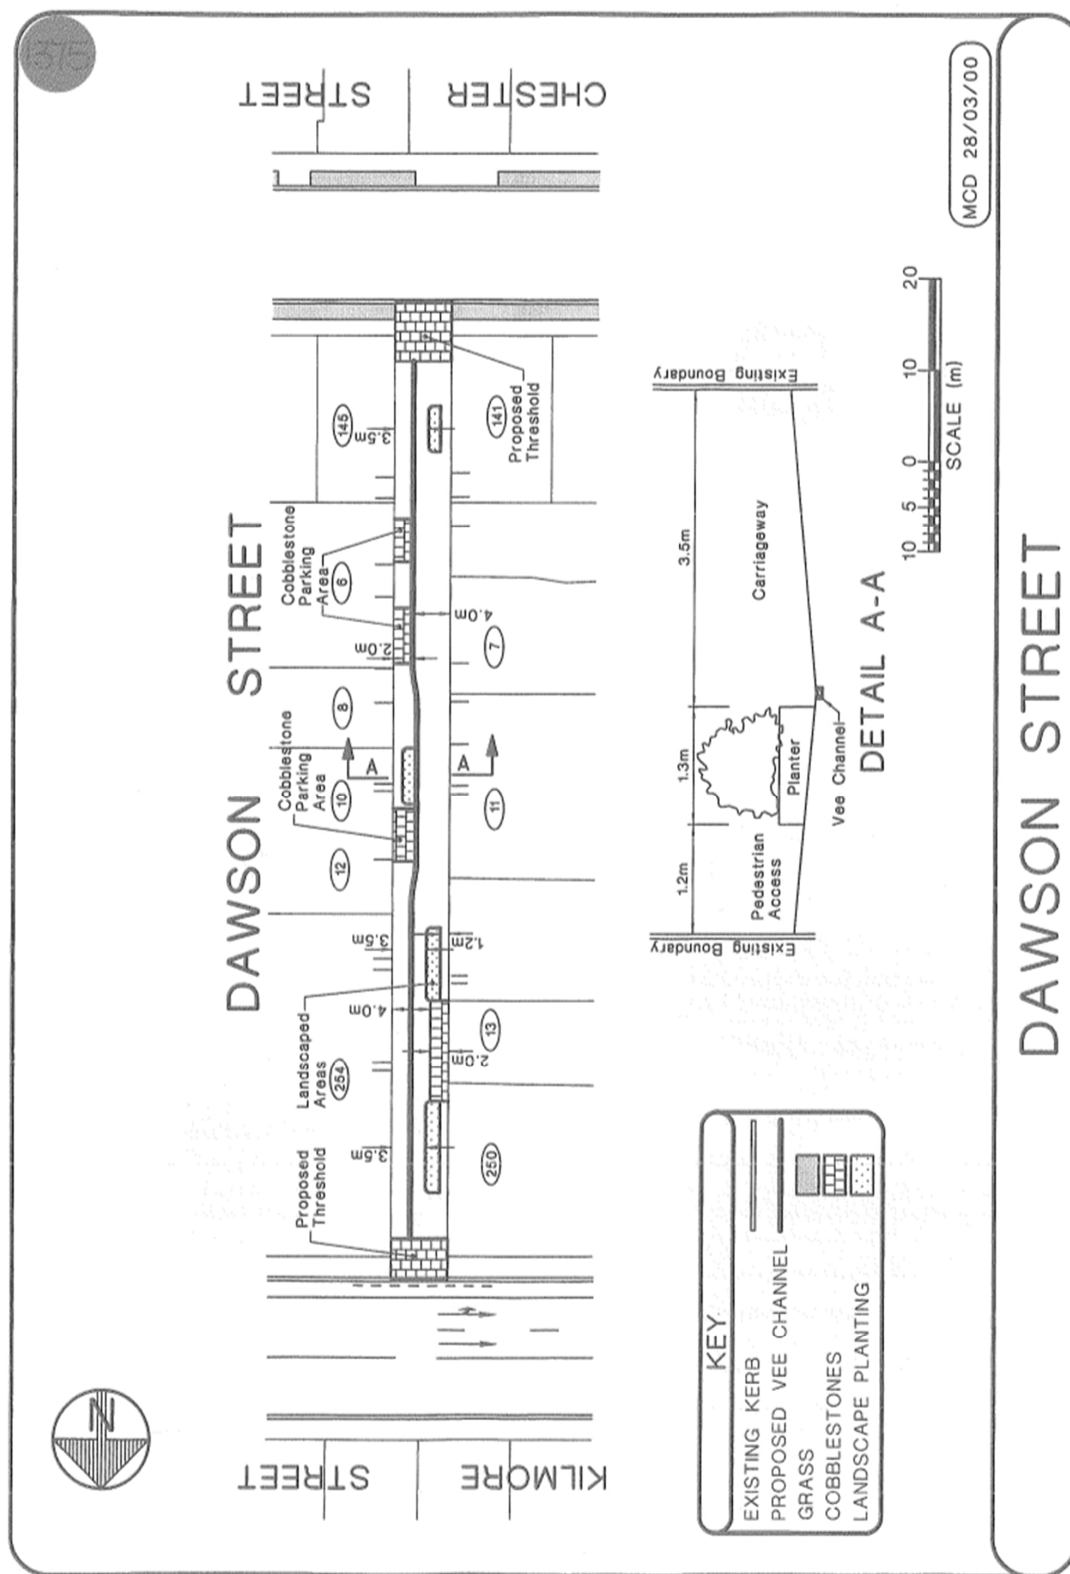 1375
CHESTER
STREET
DAWSON STREET
KILMORE
STREET
N
Proposed
Threshold
Landscaped
Areas
Cobblestone
Parking
Area
Cobblestone
Parking
Area
Proposed
Threshold
254
12
10
8
6
145
250
13
11
7
141
3.5m
4.0m
3.5m
2.0m
3.5m
2.0m
1.2m
4.0m
A
A
Existing Boundary
Existing Boundary
1.2m
1.3m
3.5m
Pedestrian
Access
Planter
Carriageway
Vee Channel
DETAIL A-A
10 5 0 10 20
SCALE (m)
KEY
EXISTING KERB
PROPOSED VEE CHANNEL
GRASS
COBBLESTONES
LANDSCAPE PLANTING
MCD 28/03/00
DAWSON STREET